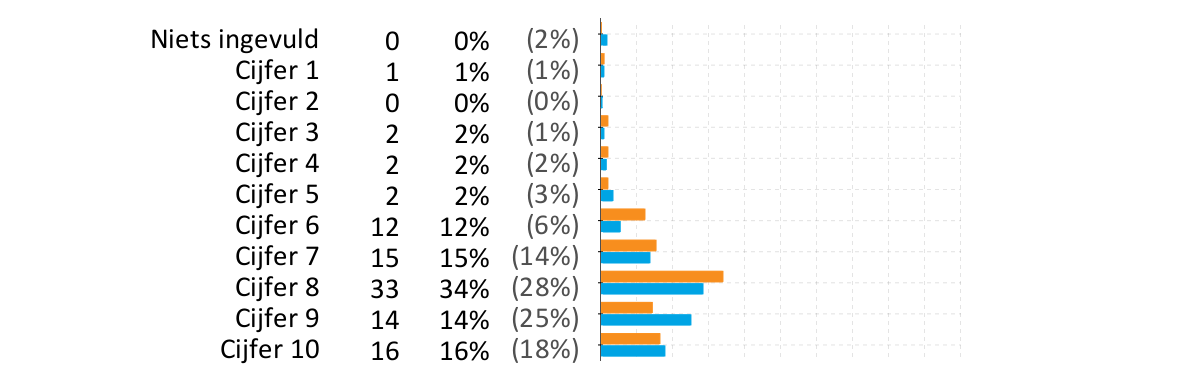 Niets ingevuld 0 0% (2%)
Cijfer 1 1 1% (1%)
Cijfer 2 0 0% (0%)
Cijfer 3 2 2% (1%)
Cijfer 4 2 2% (2%)
Cijfer 5 2 2% (3%)
Cijfer 6 12 12% (6%)
Cijfer 7 15 15% (14%)
Cijfer 8 33 34% (28%)
Cijfer 9 14 14% (25%)
Cijfer 10 16 16% (18%)